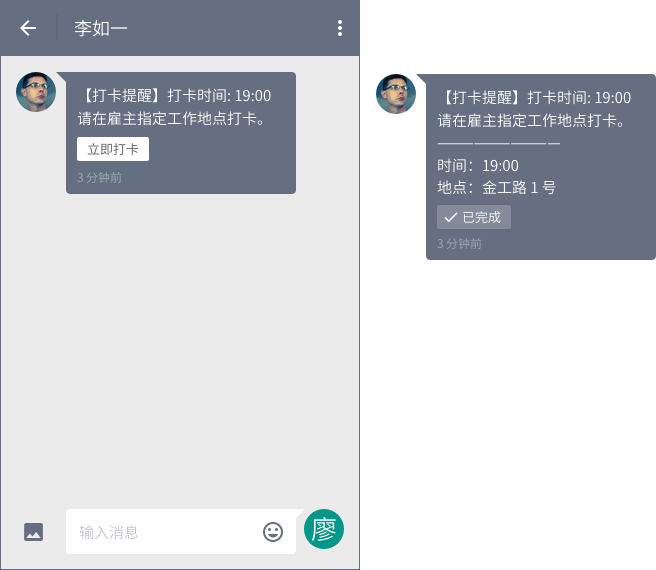 李如一
【打卡提醒】打卡时间: 19:00
请在雇主指定工作地点打卡。
立即打卡
3 分钟前
输入消息
廖
【打卡提醒】打卡时间: 19:00
请在雇主指定工作地点打卡。
————————
时间：19:00
地点：金工路 1 号
已完成
3 分钟前